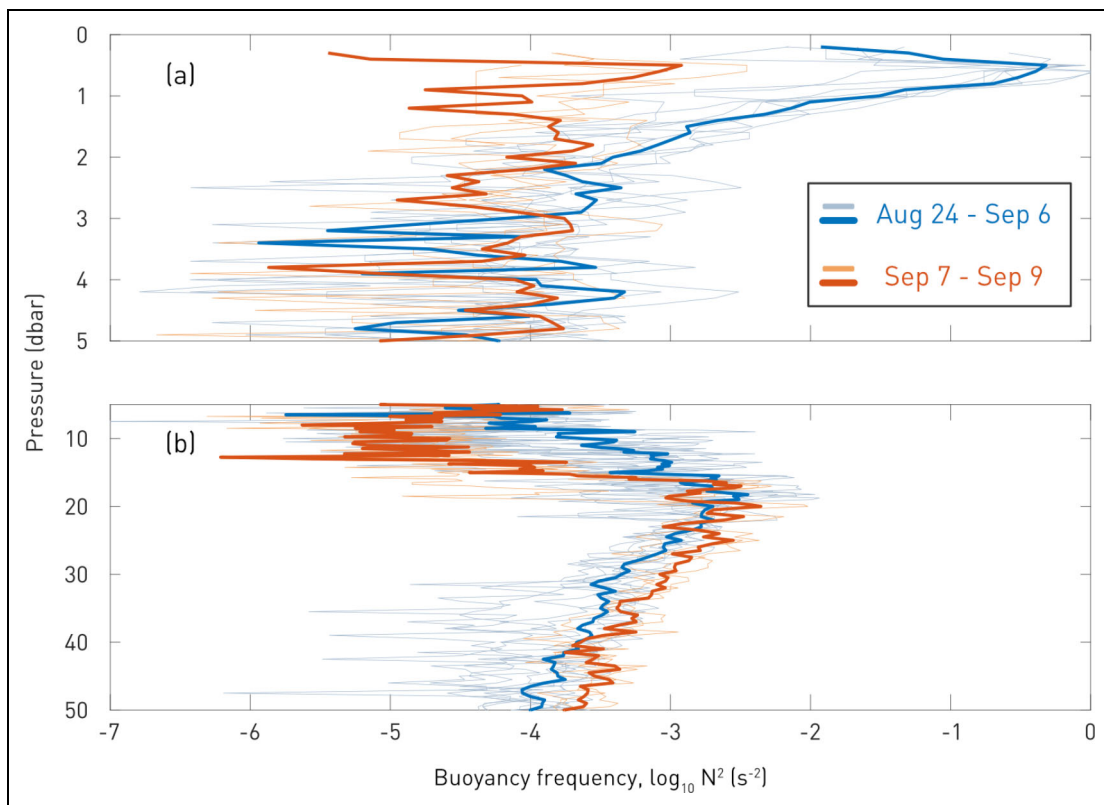 0
(a)
1
2
3
4
5
Aug 24 - Sep 6
Sep 7 - Sep 9
Pressure (dbar)
(b)
10
20
30
40
50
-7 -6 -5 -4 -3 -2 -1 0
Buoyancy frequency, log₁₀ N² (s⁻²)